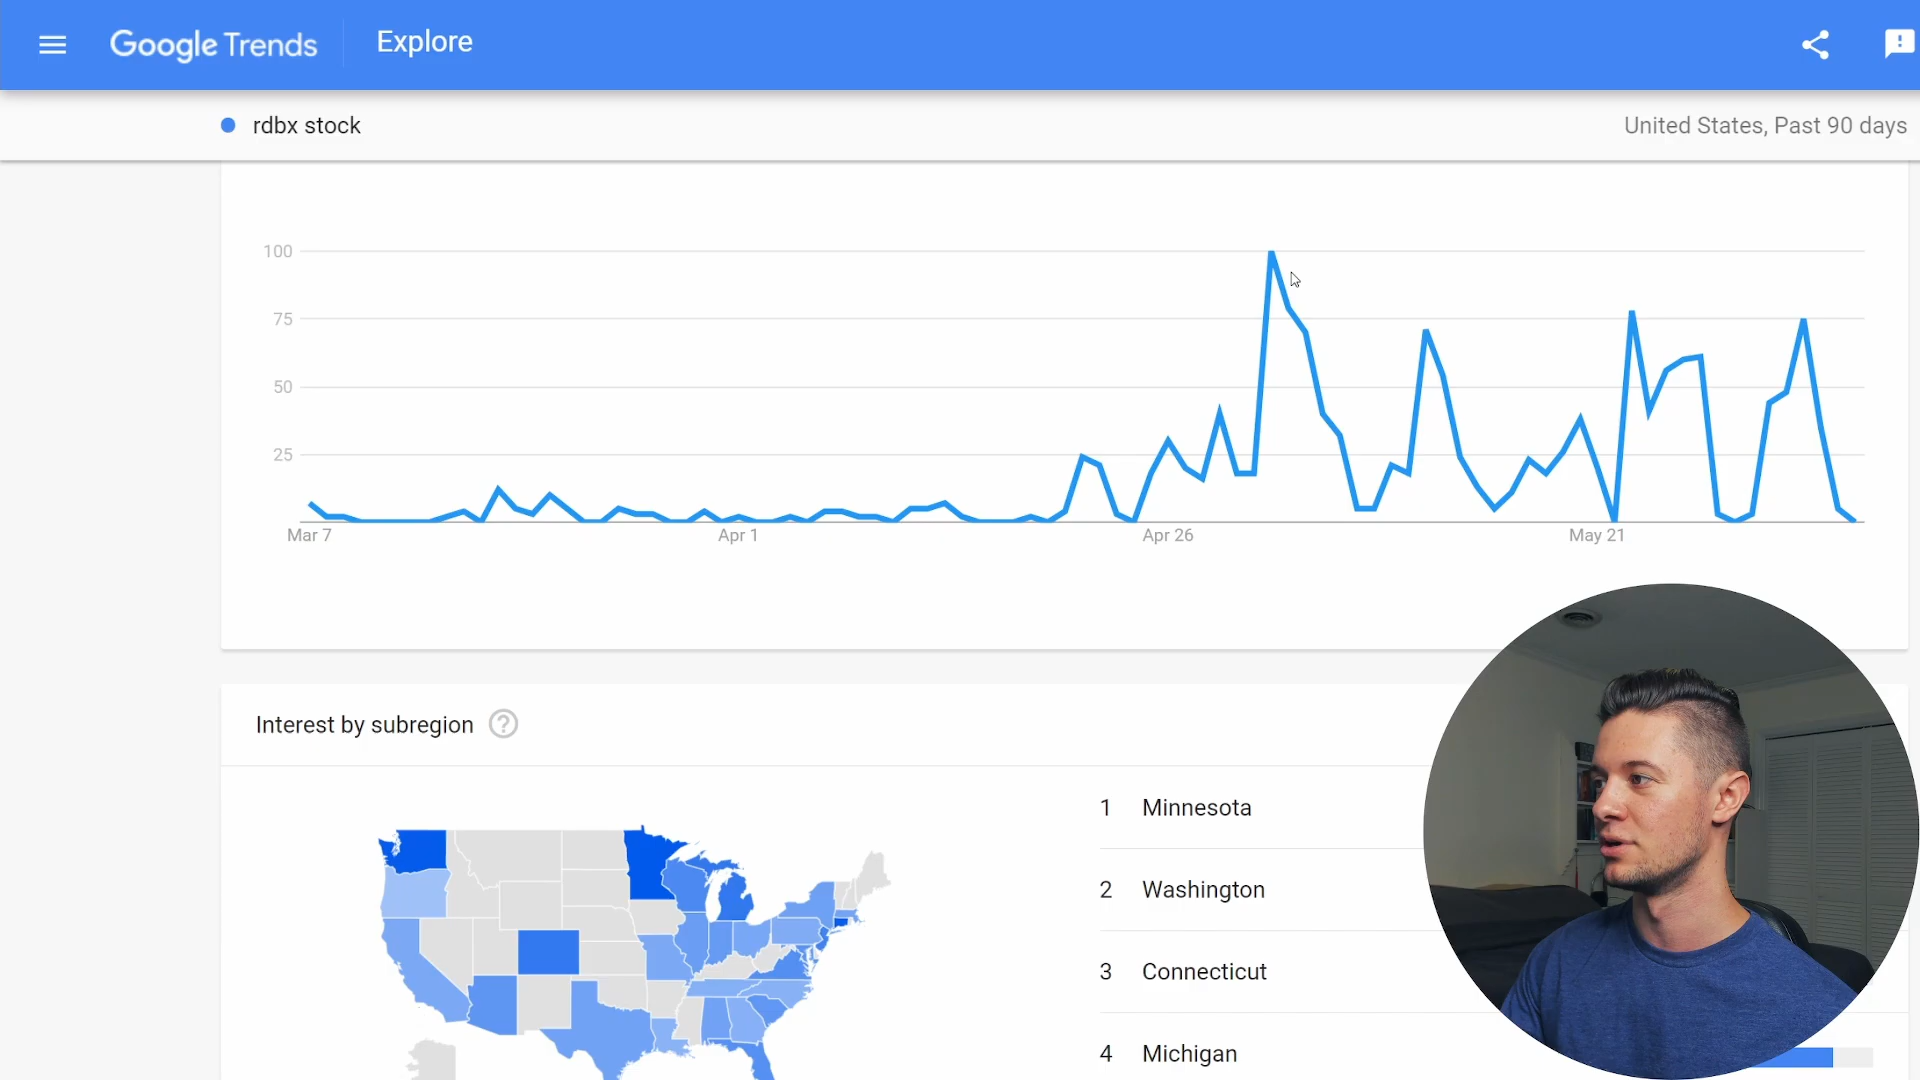 Google Trends
Explore
rdbx stock
United States, Past 90 days
100
75
50
25
Mar 7
Apr 1
Apr 26
May 21
Interest by subregion
1 Minnesota
2 Washington
3 Connecticut
4 Michigan